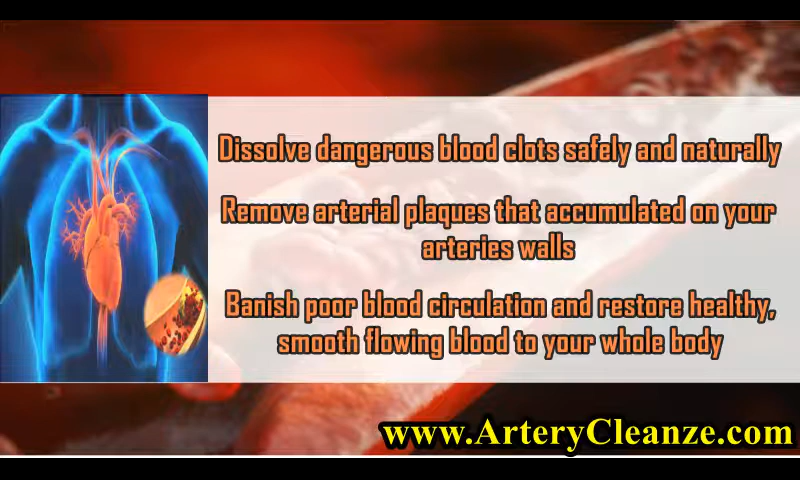 Dissolve dangerous blood clots safely and naturally
Remove arterial plaques that accumulated on your
arteries walls
Banish poor blood circulation and restore healthy,
smooth flowing blood to your whole body
www.ArteryCleanze.com